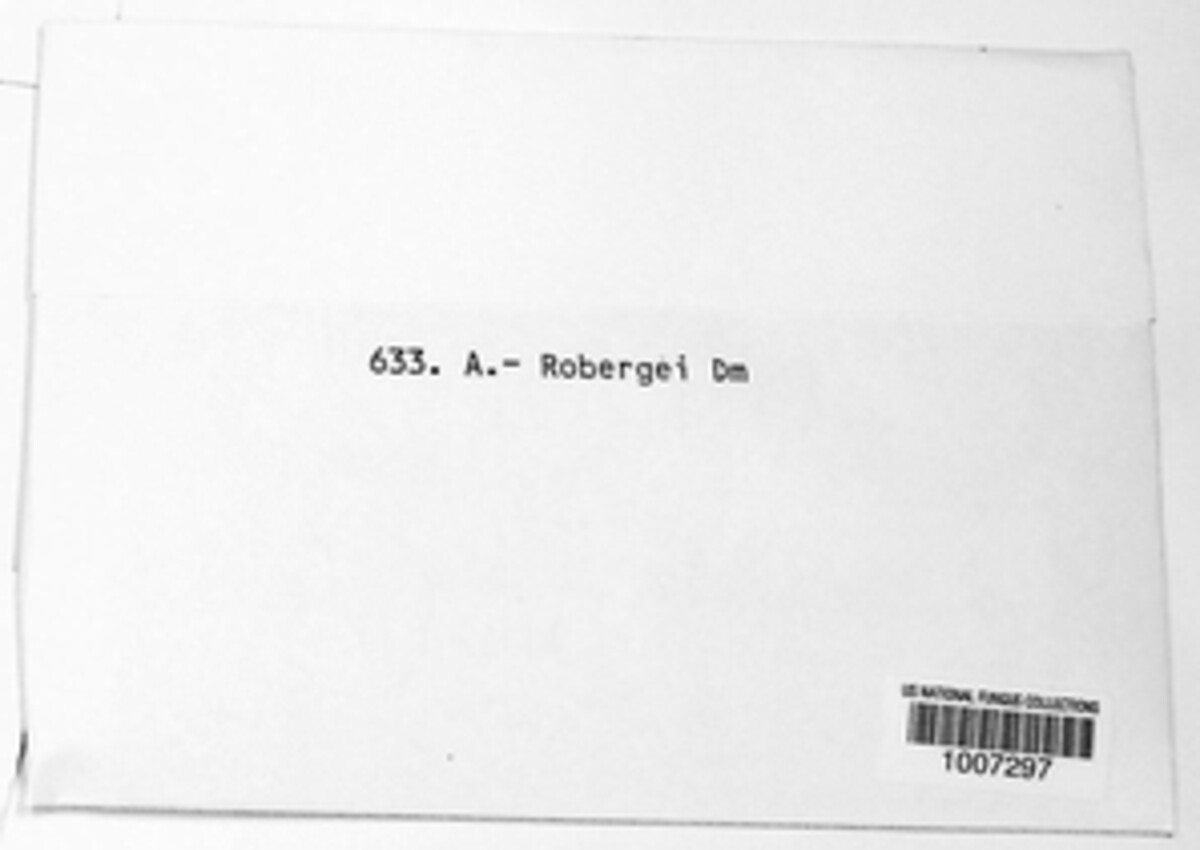 633. A.- Robergei Dm
US NATIONAL FUNGUS COLLECTIONS
1007297